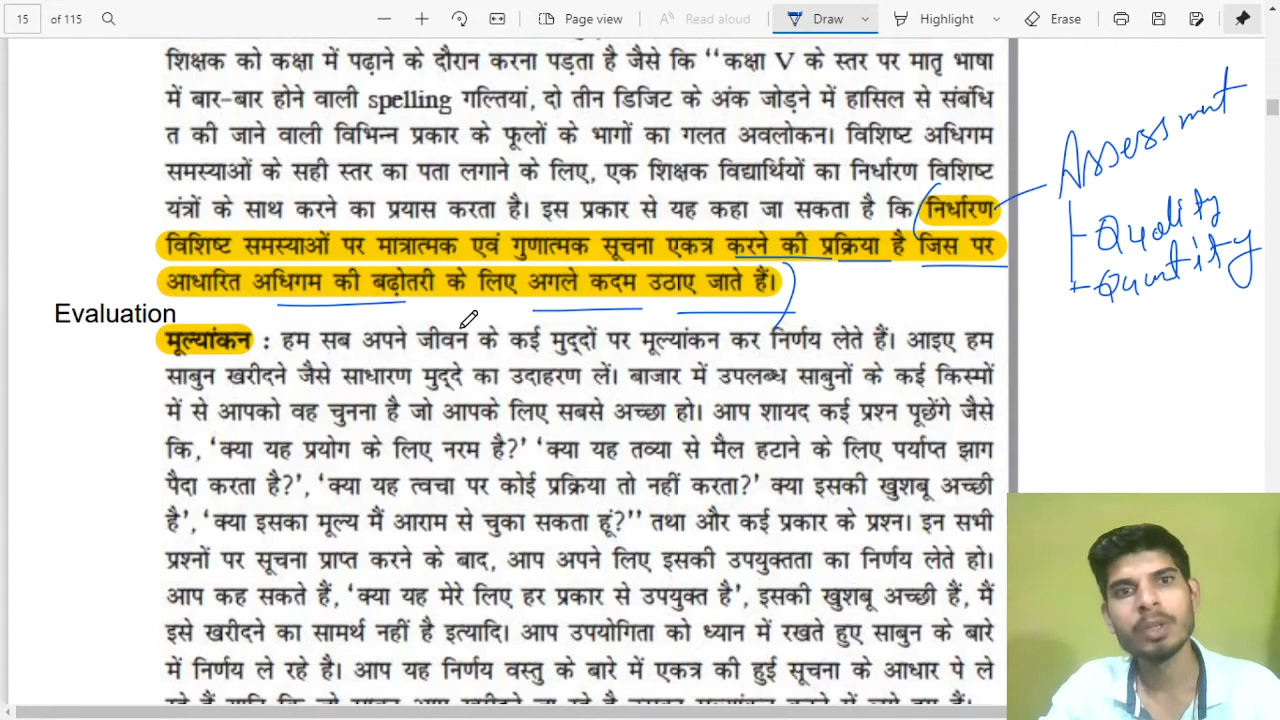 15 of 115 Page view Read aloud Draw Highlight Erase
शिक्षक को कक्षा में पढ़ाने के दौरान करना पड़ता है जैसे कि ‘‘कक्षा V के स्तर पर मातृ भाषा
में बार-बार होने वाली spelling गल्तियां, दो तीन डिजिट के अंक जोड़ने में हासिल से संबंधि
त की जाने वाली विभिन्न प्रकार के फूलों के भागों का गलत अवलोकन। विशिष्ट अधिगम
समस्याओं के सही स्तर का पता लगाने के लिए, एक शिक्षक विद्यार्थियों का निर्धारण विशिष्ट
यंत्रों के साथ करने का प्रयास करता है। इस प्रकार से यह कहा जा सकता है कि निर्धारण
विशिष्ट समस्याओं पर मात्रात्मक एवं गुणात्मक सूचना एकत्र करने की प्रक्रिया है जिस पर
आधारित अधिगम की बढ़ोतरी के लिए अगले कदम उठाए जाते हैं।
Assessment
Quality
Quantity
Evaluation
मूल्यांकन : हम सब अपने जीवन के कई मुद्दों पर मूल्यांकन कर निर्णय लेते हैं। आइए हम
साबुन खरीदने जैसे साधारण मुद्दे का उदाहरण लें। बाजार में उपलब्ध साबुनों के कई किस्मों
में से आपको वह चुनना है जो आपके लिए सबसे अच्छा हो। आप शायद कई प्रश्न पूछेंगे जैसे
कि, ‘क्या यह प्रयोग के लिए नरम है?’ ‘क्या यह तव्या से मैल हटाने के लिए पर्याप्त झाग
पैदा करता है?’, ‘क्या यह त्वचा पर कोई प्रक्रिया तो नहीं करता?’ क्या इसकी खुशबू अच्छी
है’, ‘क्या इसका मूल्य मैं आराम से चुका सकता हूं?’’ तथा और कई प्रकार के प्रश्न। इन सभी
प्रश्नों पर सूचना प्राप्त करने के बाद, आप अपने लिए इसकी उपयुक्तता का निर्णय लेते हो।
आप कह सकते हैं, ‘क्या यह मेरे लिए हर प्रकार से उपयुक्त है’, इसकी खुशबू अच्छी है, मैं
इसे खरीदने का सामर्थ नहीं है इत्यादि। आप उपयोगिता को ध्यान में रखते हुए साबुन के बारे
में निर्णय ले रहे है। आप यह निर्णय वस्तु के बारे में एकत्र की हुई सूचना के आधार पे ले